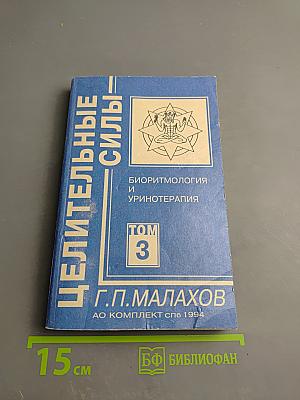 ЦЕЛИТЕЛЬНЫЕ
СИЛЫ
БИОРИТМОЛОГИЯ
И
УРИНОТЕРАПИЯ
ТОМ
3
Г.П.МАЛАХОВ
АО КОМПЛЕКТ СПб 1994
15 см
БФ БИБЛИОФАН